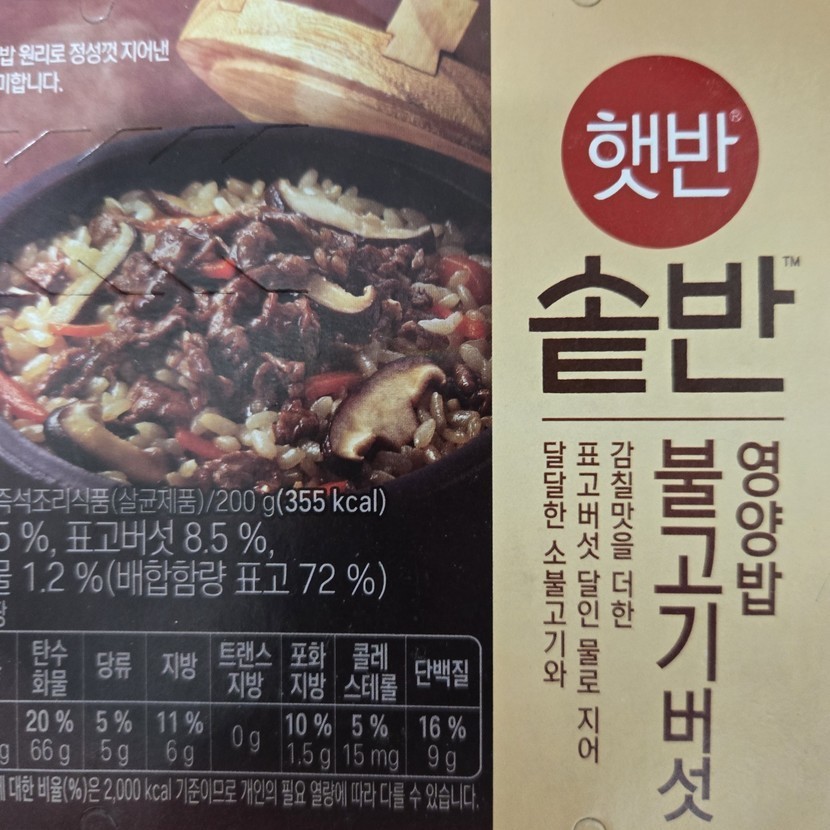 밥 원리로 정성껏 지어낸
미합니다.
햇반®
솥반™
영양밥
불고기버섯
감칠맛을 더한
표고버섯 달인 물로 지어
달달한 소불고기와
즉석조리식품(살균제품)/200 g(355 kcal)
5 %, 표고버섯 8.5 %,
물 1.2 %(배합함량 표고 72 %)
탄수화물 당류 지방 트랜스지방 포화지방 콜레스테롤 단백질
20 % 5 % 11 % 0 g 10 % 5 % 16 %
g 66 g 5 g 6 g 1.5 g 15 mg 9 g
에 대한 비율(%)은 2,000 kcal 기준이므로 개인의 필요 열량에 따라 다를 수 있습니다.